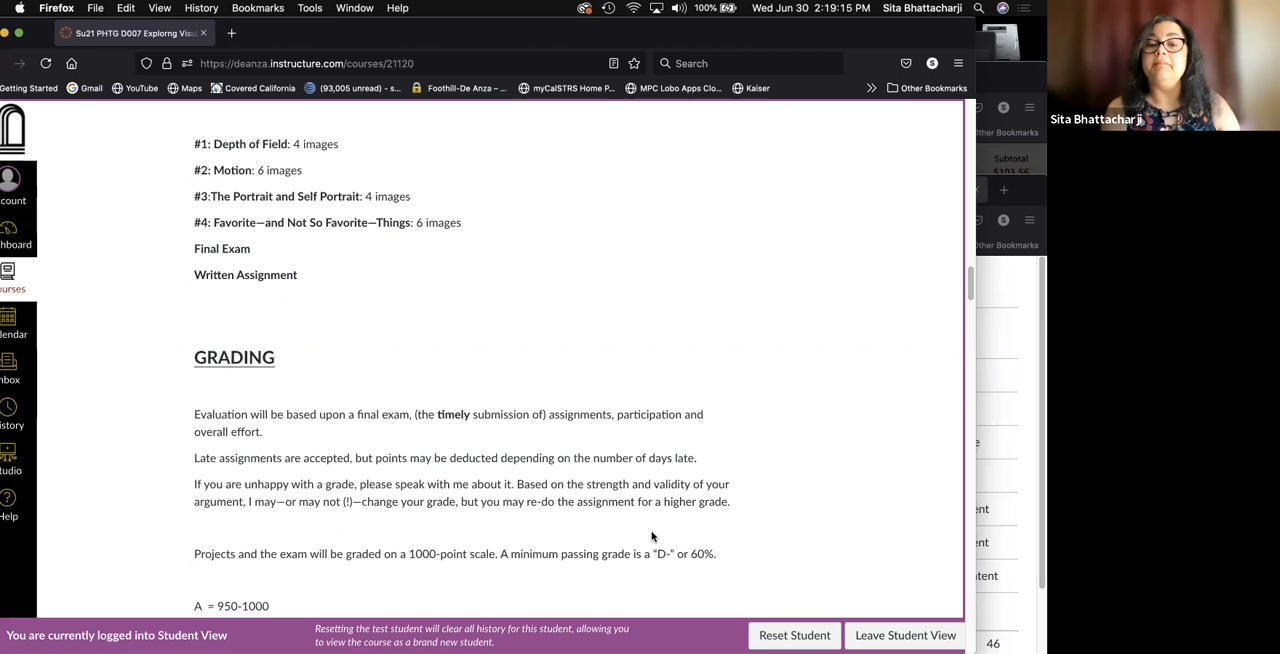 Firefox File Edit View History Bookmarks Tools Window Help 100% Wed Jun 30 2:19:15 PM Sita Bhattacharji
Su21 PHTG D007 Explorng Visu
https://deanza.instructure.com/courses/21120 Search
Getting Started Gmail YouTube Maps Covered California (93,005 unread) - s... Foothill-De Anza -... myCalSTRS Home P... MPC Lobo Apps Clo... Kaiser Other Bookmarks
Sita Bhattacharji
Other Bookmarks
Subtotal
$103.56
Other Bookmarks
ccount
hboard
ourses
lendar
nbox
istory
tudio
Help
#1: Depth of Field: 4 images
#2: Motion: 6 images
#3:The Portrait and Self Portrait: 4 images
#4: Favorite—and Not So Favorite—Things: 6 images
Final Exam
Written Assignment
GRADING
Evaluation will be based upon a final exam, (the timely submission of) assignments, participation and
overall effort.
Late assignments are accepted, but points may be deducted depending on the number of days late.
If you are unhappy with a grade, please speak with me about it. Based on the strength and validity of your
argument, I may—or may not (!)—change your grade, but you may re-do the assignment for a higher grade.
Projects and the exam will be graded on a 1000-point scale. A minimum passing grade is a “D-” or 60%.
A = 950-1000
e
ent
ent
tent
46
You are currently logged into Student View
Resetting the test student will clear all history for this student, allowing you
to view the course as a brand new student.
Reset Student
Leave Student View